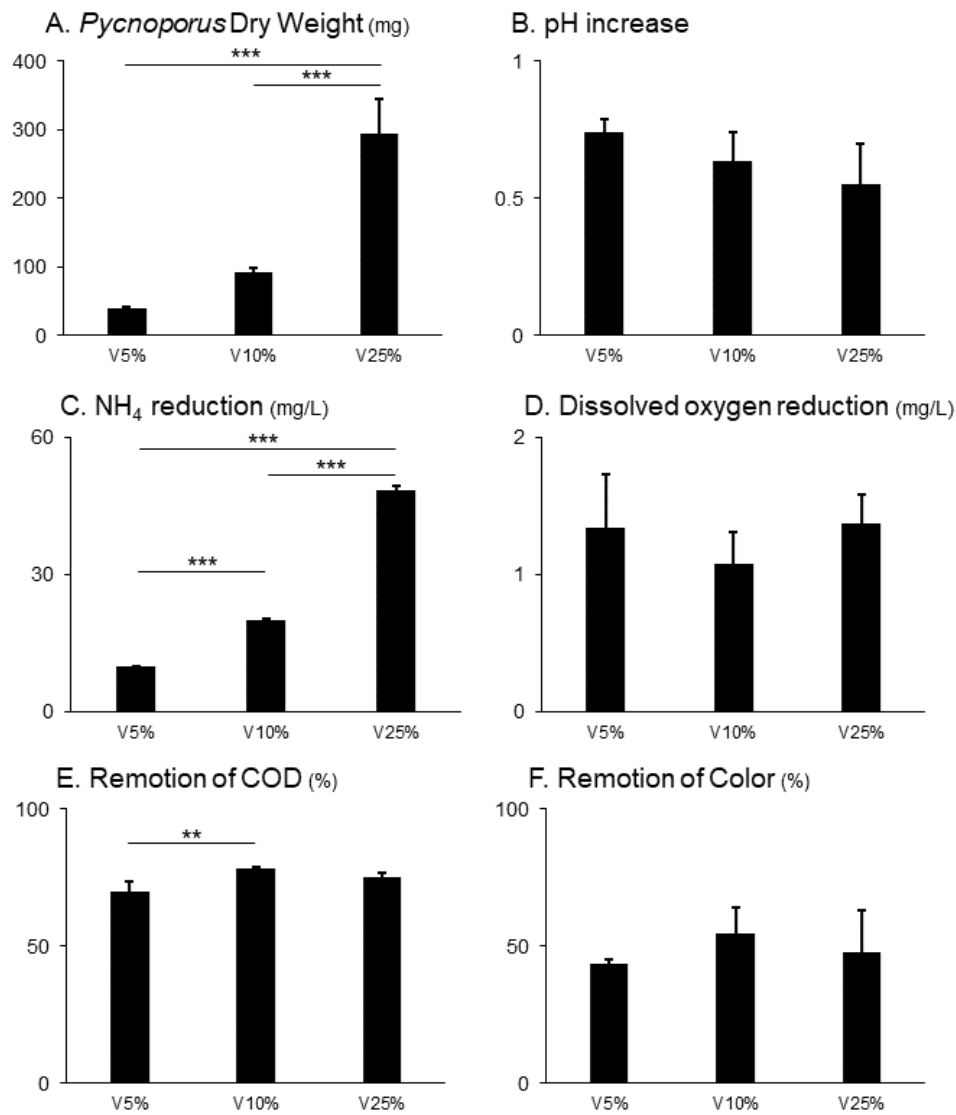 A. Pycnoporus Dry Weight (mg)
400
300
200
100
0
***
***
V5% V10% V25%
B. pH increase
1
0.5
0
V5% V10% V25%
C. NH₄ reduction (mg/L)
60
30
0
***
***
***
V5% V10% V25%
D. Dissolved oxygen reduction (mg/L)
2
1
0
V5% V10% V25%
E. Remotion of COD (%)
100
50
0
**
V5% V10% V25%
F. Remotion of Color (%)
100
50
0
V5% V10% V25%